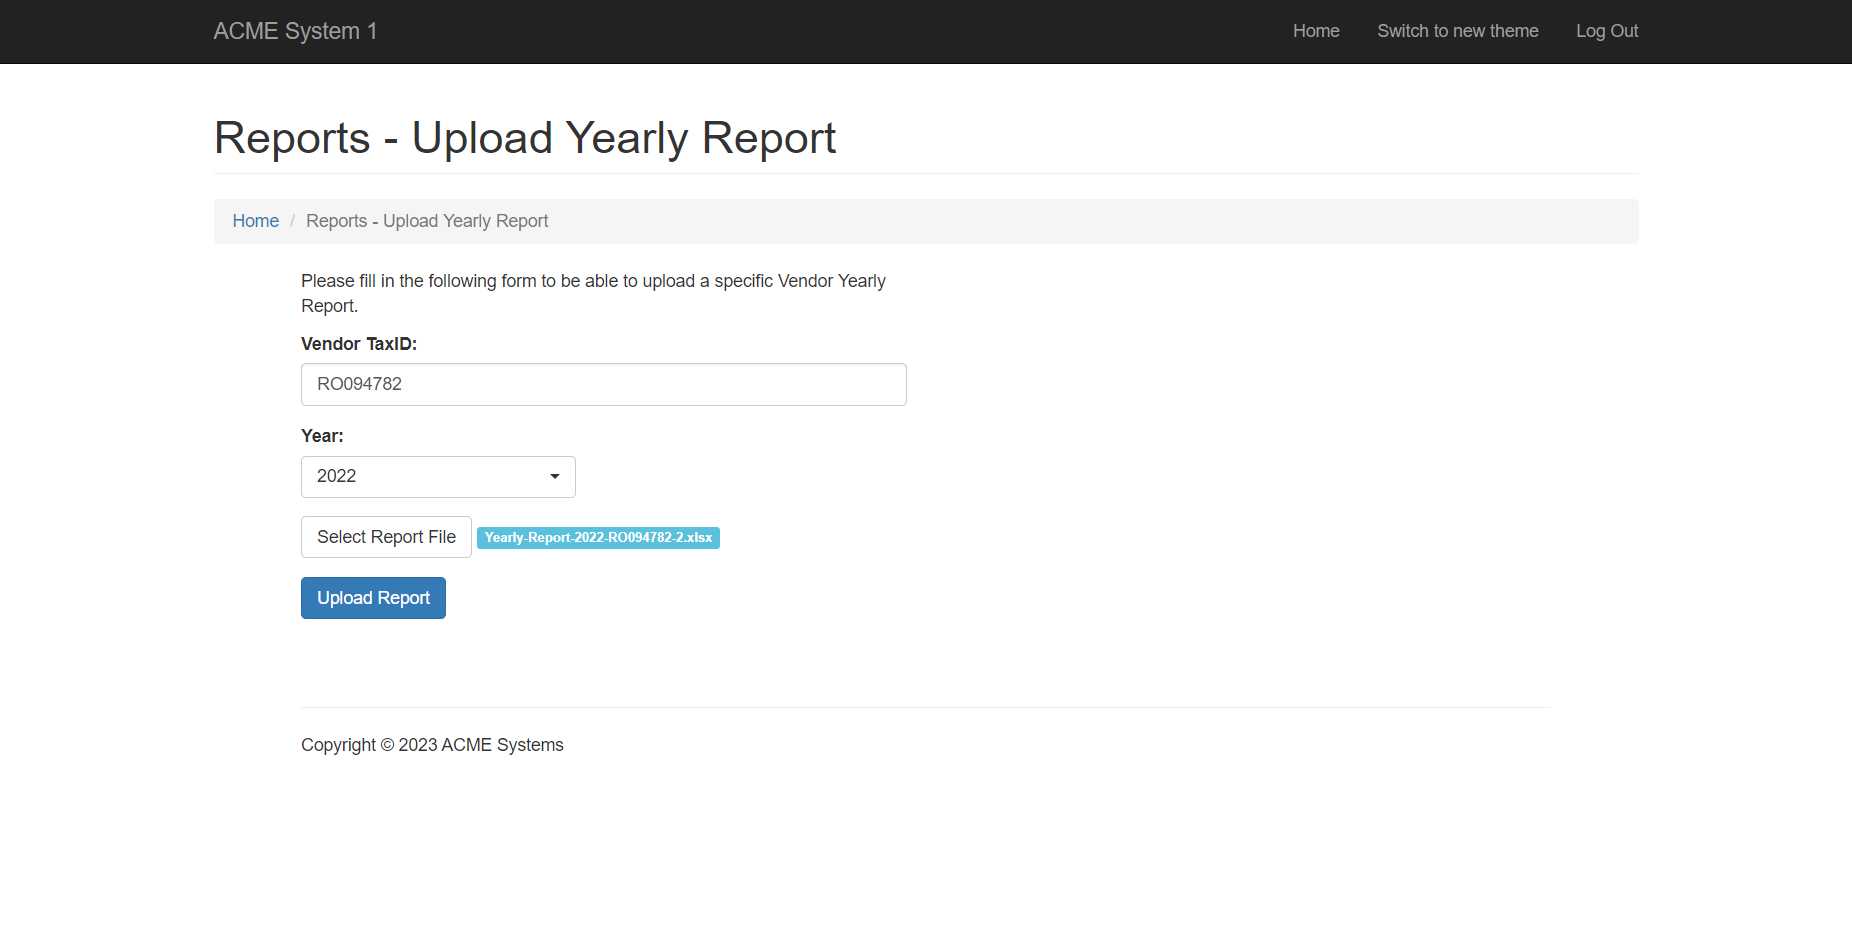 ACME System 1
Home
Switch to new theme
Log Out
Reports - Upload Yearly Report
Home / Reports - Upload Yearly Report
Please fill in the following form to be able to upload a specific Vendor Yearly
Report.
Vendor TaxID:
RO094782
Year:
2022
Select Report File
Yearly-Report-2022-RO094782-2.xlsx
Upload Report
Copyright © 2023 ACME Systems